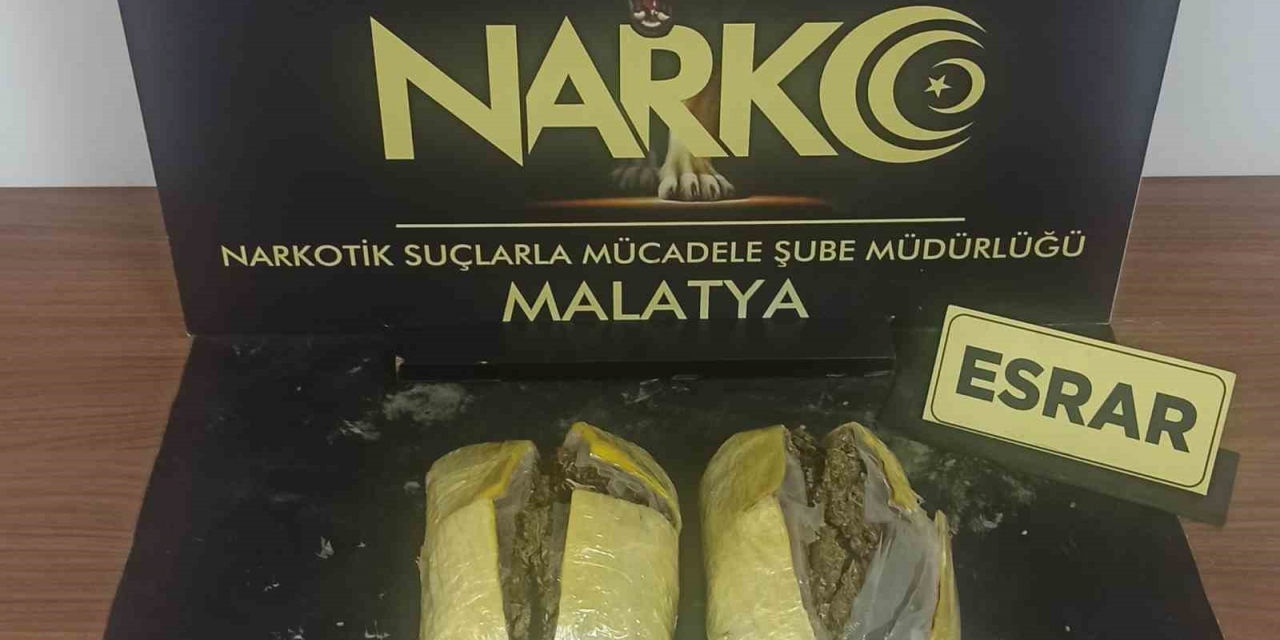 NARKO
NARKOTİK SUÇLARLA MÜCADELE ŞUBE MÜDÜRLÜĞÜ
MALATYA
ESRAR